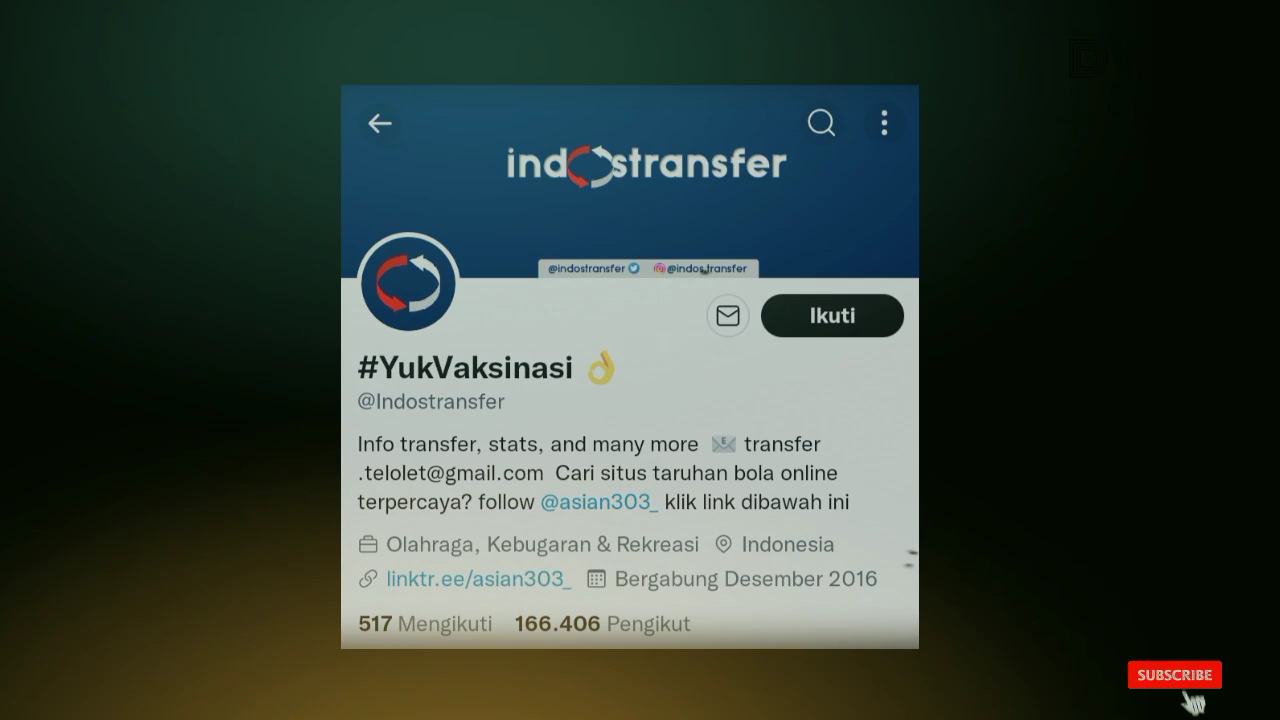 indostransfer
@indostransfer @indos.transfer
Ikuti
#YukVaksinasi 👌
@Indostransfer
Info transfer, stats, and many more 📧 transfer
.telolet@gmail.com Cari situs taruhan bola online
terpercaya? follow @asian303_ klik link dibawah ini
Olahraga, Kebugaran & Rekreasi Indonesia
linktr.ee/asian303_ Bergabung Desember 2016
517 Mengikuti 166.406 Pengikut
SUBSCRIBE